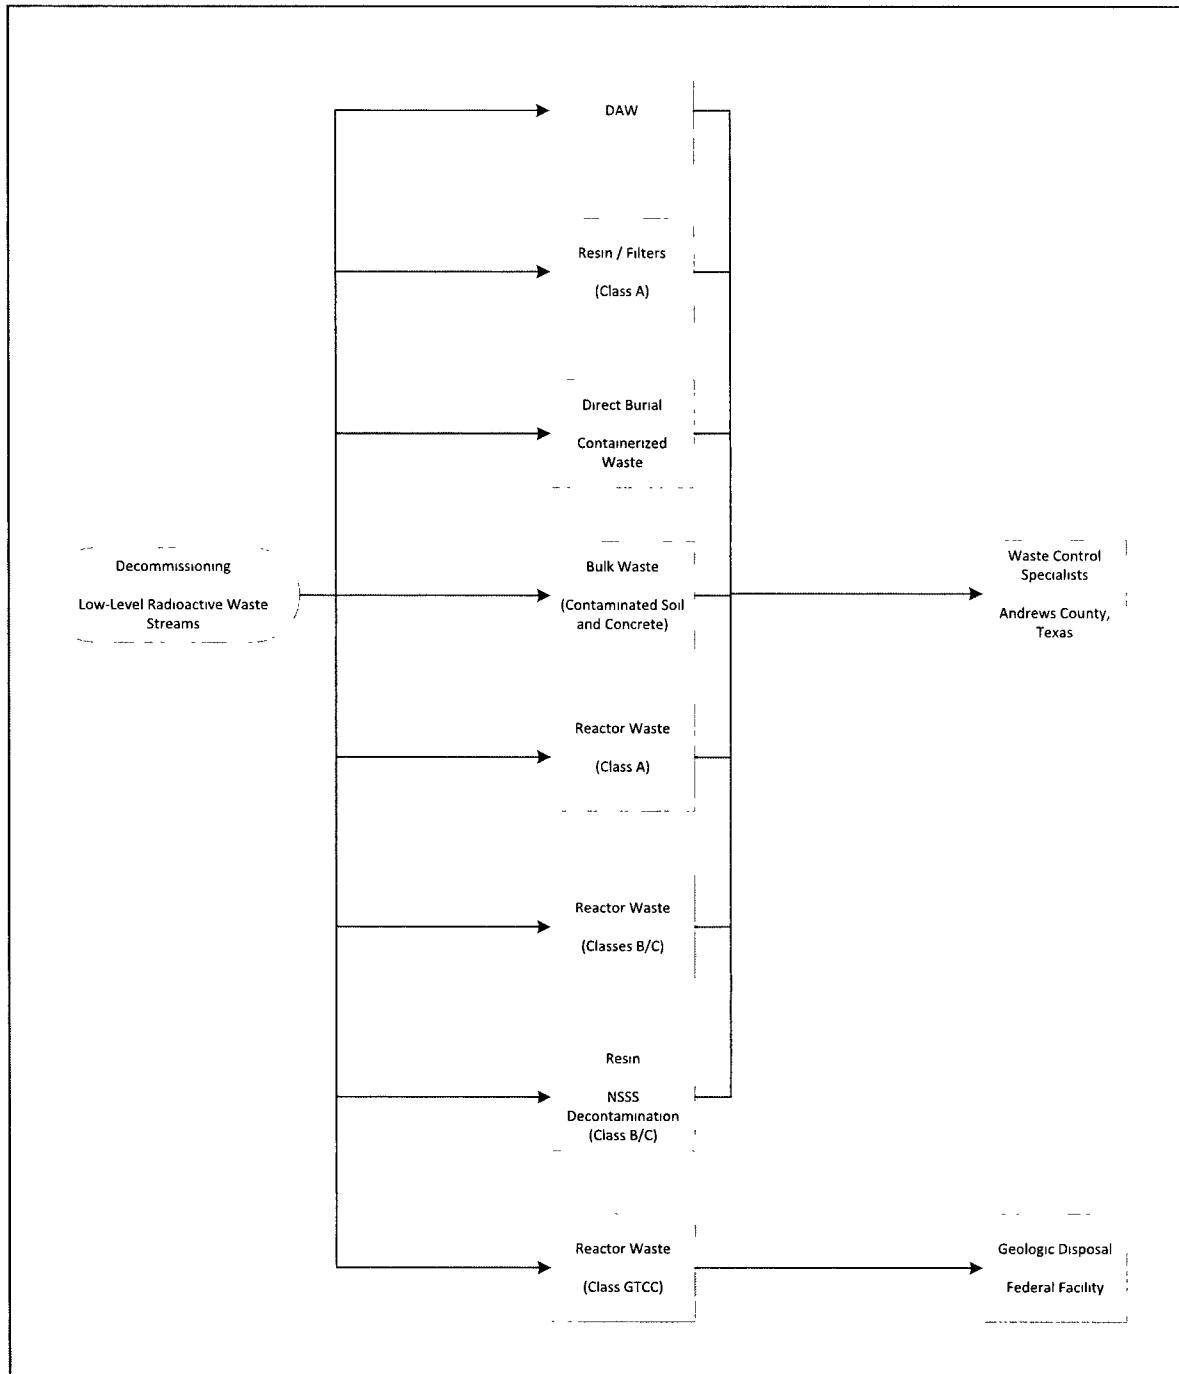 DAW
Resin / Filters
(Class A)
Direct Burial
Containerized
Waste
Decommissioning
Low-Level Radioactive Waste
Streams
Bulk Waste
(Contaminated Soil
and Concrete)
Waste Control
Specialists
Andrews County,
Texas
Reactor Waste
(Class A)
Reactor Waste
(Classes B/C)
Resin
NSSS
Decontamination
(Class B/C)
Reactor Waste
(Class GTCC)
Geologic Disposal
Federal Facility